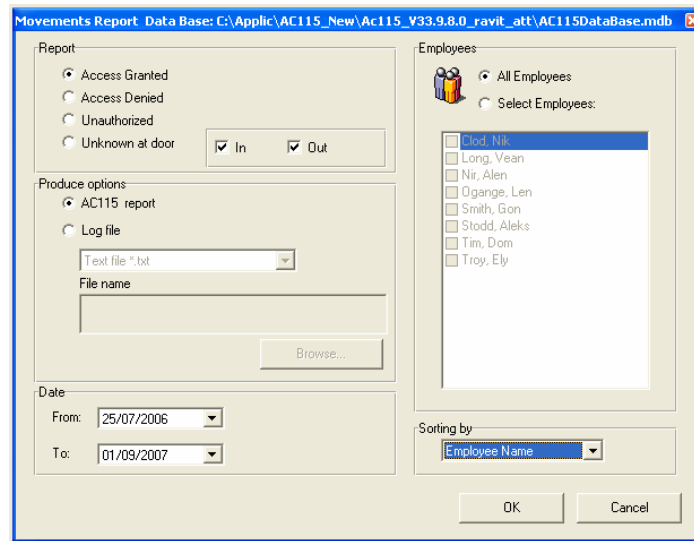 Movements Report Data Base: C:\Applic\AC115_New\Ac115_V33.9.8.0_ravit_att\AC115DataBase.mdb
Report
Access Granted
Access Denied
Unauthorized
Unknown at door
In
Out
Produce options
AC115 report
Log file
Text file *.txt
File name
Browse...
Date
From:
25/07/2006
To:
01/09/2007
Employees
All Employees
Select Employees:
Clod, Nik
Long, Vean
Nir, Alen
Ogange, Len
Smith, Gon
Stodd, Aleks
Tim, Dom
Troy, Ely
Sorting by
Employee Name
OK
Cancel